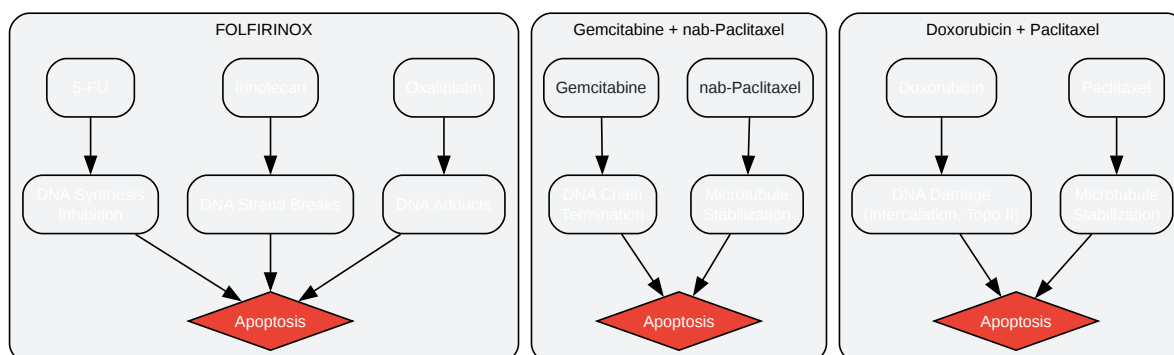 FOLFIRINOX
5-FU
Irinotecan
Oxaliplatin
DNA Synthesis
Inhibition
DNA Strand Breaks
DNA Adducts
Apoptosis
Gemcitabine + nab-Paclitaxel
Gemcitabine
nab-Paclitaxel
DNA Chain
Termination
Microtubule
Stabilization
Apoptosis
Doxorubicin + Paclitaxel
Doxorubicin
Paclitaxel
DNA Damage
(Intercalation, Topo II)
Microtubule
Stabilization
Apoptosis